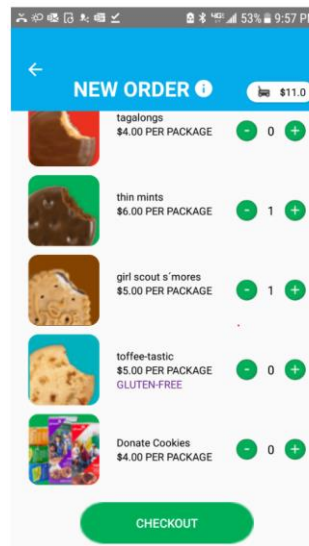 53% 9:57 P
NEW ORDER
$11.0
tagalongs
$4.00 PER PACKAGE
- 0 +
thin mints
$6.00 PER PACKAGE
- 1 +
girl scout s´mores
$5.00 PER PACKAGE
- 1 +
toffee-tastic
$5.00 PER PACKAGE
GLUTEN-FREE
- 0 +
Donate Cookies
$4.00 PER PACKAGE
- 0 +
CHECKOUT